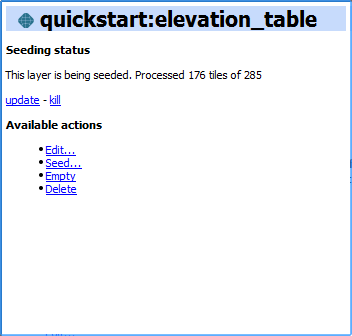 quickstart:elevation_table
Seeding status
This layer is being seeded. Processed 176 tiles of 285
update - kill
Available actions
• Edit...
• Seed...
• Empty
• Delete